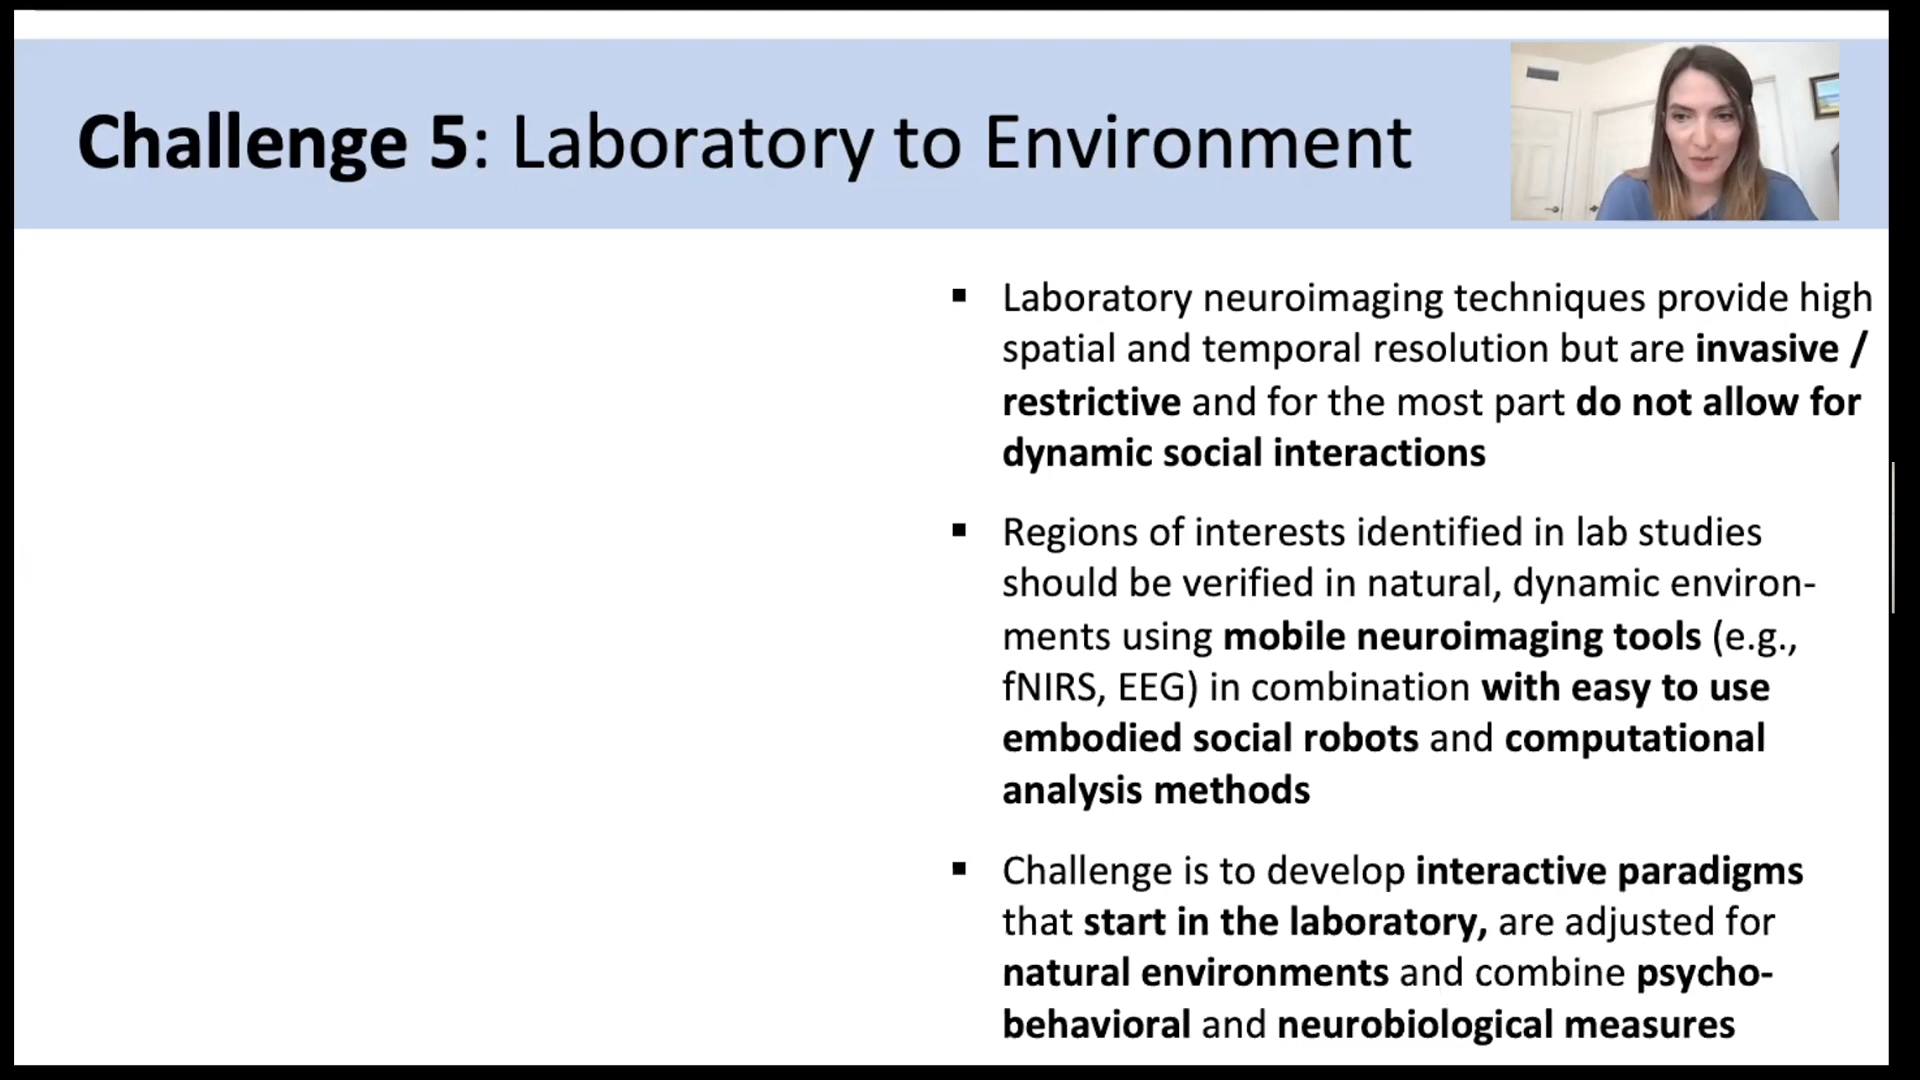 Challenge 5: Laboratory to Environment
▪ Laboratory neuroimaging techniques provide high
spatial and temporal resolution but are invasive /
restrictive and for the most part do not allow for
dynamic social interactions
▪ Regions of interests identified in lab studies
should be verified in natural, dynamic environ-
ments using mobile neuroimaging tools (e.g.,
fNIRS, EEG) in combination with easy to use
embodied social robots and computational
analysis methods
▪ Challenge is to develop interactive paradigms
that start in the laboratory, are adjusted for
natural environments and combine psycho-
behavioral and neurobiological measures